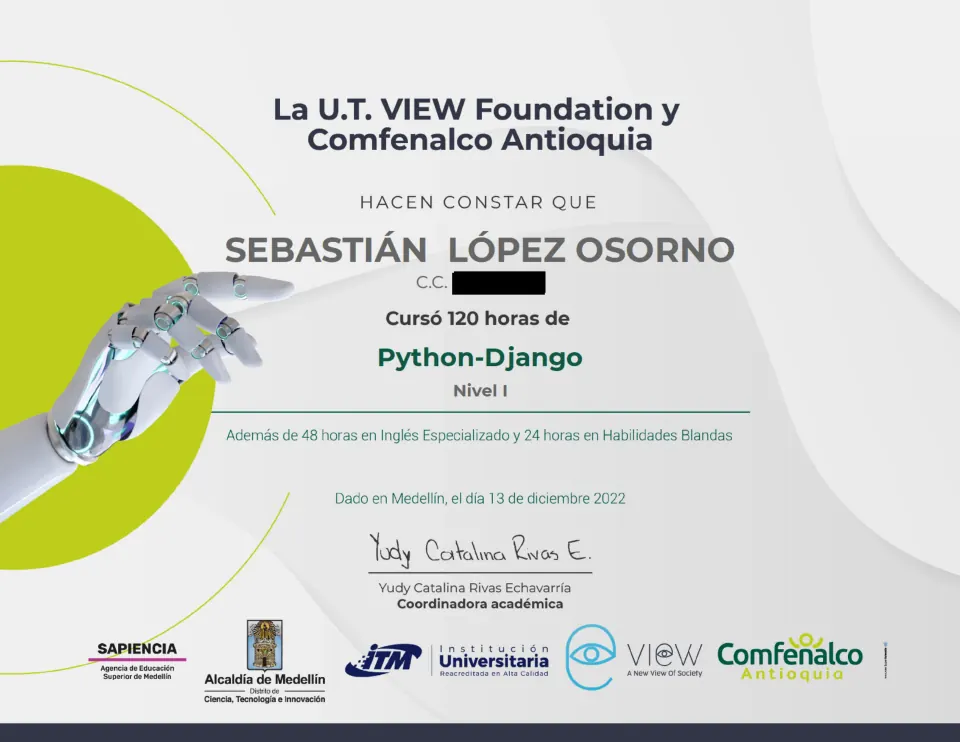 La U.T. VIEW Foundation y
Comfenalco Antioquia
HACEN CONSTAR QUE
SEBASTIÁN LÓPEZ OSORNO
C.C.
Cursó 120 horas de
Python-Django
Nivel I
Además de 48 horas en Inglés Especializado y 24 horas en Habilidades Blandas
Dado en Medellín, el día 13 de diciembre 2022
Yudy Catalina Rivas E.
Yudy Catalina Rivas Echavarría
Coordinadora académica
SAPIENCIA
Agencia de Educación
Superior de Medellín
Alcaldía de Medellín
Distrito de
Ciencia, Tecnología e Innovación
iTM
Institución
Universitaria
Reacreditada en Alta Calidad
VIEW
A New View Of Society
Comfenalco
Antioquia